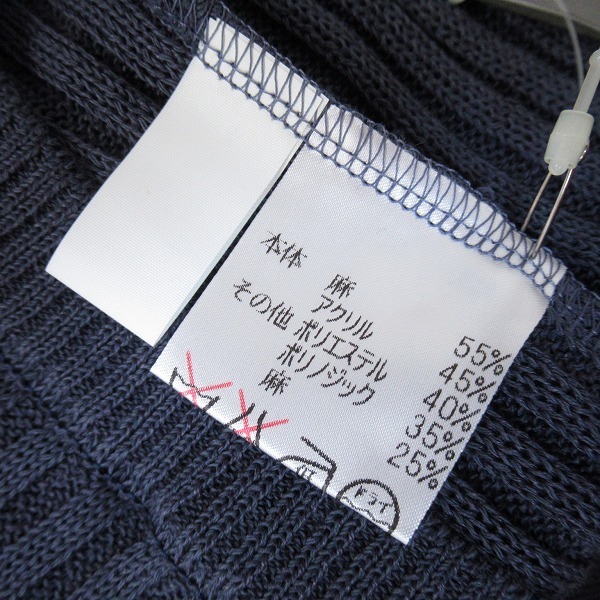 本体 麻 55%
アクリル 45%
その他 ポリエステル 40%
ポリノジック 35%
麻 25%
ドライ